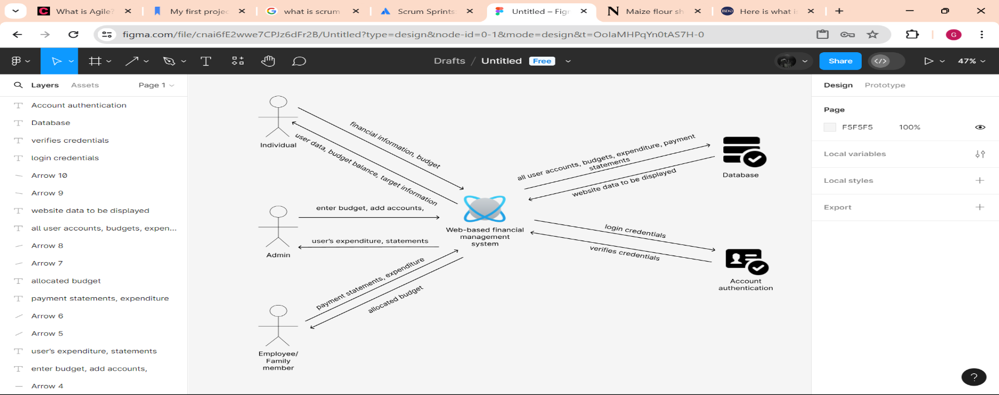 What is Agile?
My first projec
what is scrum
Scrum Sprints:
Untitled – Figr
Maize flour sh
BDO
Here is what i
figma.com/file/cnai6fE2wwe7CPJz6dFr2B/Untitled?type=design&node-id=0-1&mode=design&t=OolaMHPqYn0tAS7H-0
G
Drafts / Untitled Free
Share
47%
Layers
Assets
Page 1
Account authentication
Database
verifies credentials
login credentials
Arrow 10
Arrow 9
website data to be displayed
all user accounts, budgets, expen...
Arrow 8
Arrow 7
allocated budget
payment statements, expenditure
Arrow 6
Arrow 5
user’s expenditure, statements
enter budget, add accounts,
Arrow 4
Individual
financial information, budget
user data, budget balance, target information
Admin
enter budget, add accounts,
user’s expenditure, statements
Employee/
Family
member
payment statements, expenditure
allocated budget
Web-based financial
management
system
all user accounts, budgets, expenditure, payment
statements
website data to be displayed
Database
login credentials
verifies credentials
Account
authentication
Design
Prototype
Page
F5F5F5
100%
Local variables
Local styles
Export
?